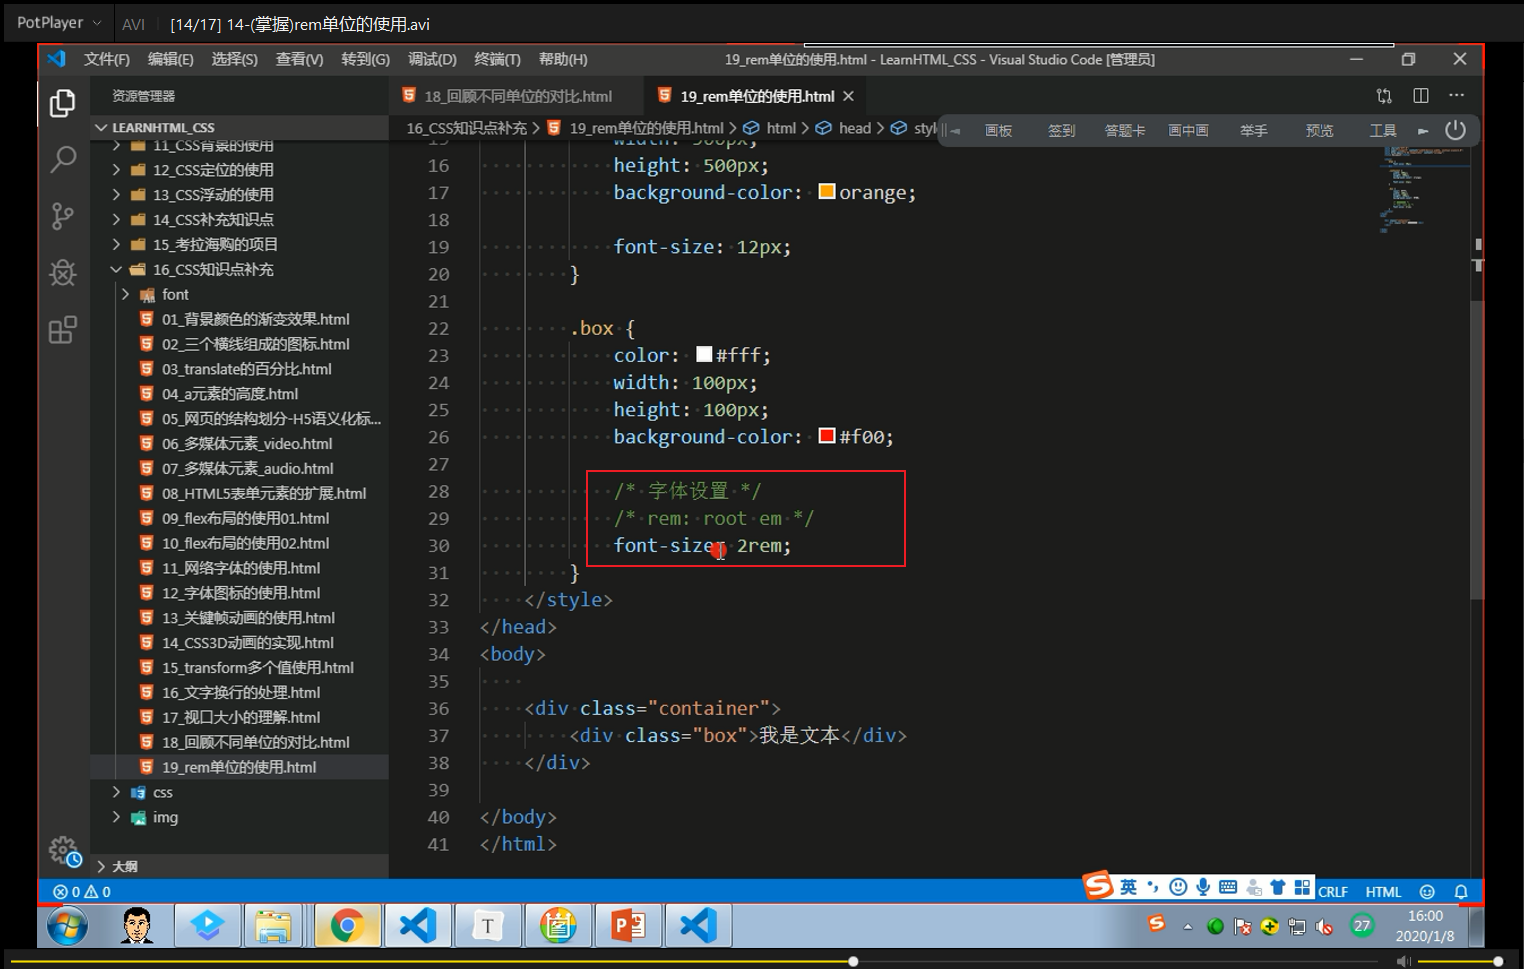 PotPlayer AVI [14/17] 14-(掌握)rem单位的使用.avi
文件(F) 编辑(E) 选择(S) 查看(V) 转到(G) 调试(D) 终端(T) 帮助(H) 19_rem单位的使用.html - LearnHTML_CSS - Visual Studio Code [管理员]
资源管理器
18_回顾不同单位的对比.html
19_rem单位的使用.html
LEARNHTML_CSS
11_CSS背景的使用
12_CSS定位的使用
13_CSS浮动的使用
14_CSS补充知识点
15_考拉海购的项目
16_CSS知识点补充
font
01_背景颜色的渐变效果.html
02_三个横线组成的图标.html
03_translate的百分比.html
04_a元素的高度.html
05_网页的结构划分-H5语义化标...
06_多媒体元素_video.html
07_多媒体元素_audio.html
08_HTML5表单元素的扩展.html
09_flex布局的使用01.html
10_flex布局的使用02.html
11_网络字体的使用.html
12_字体图标的使用.html
13_关键帧动画的使用.html
14_CSS3D动画的实现.html
15_transform多个值使用.html
16_文字换行的处理.html
17_视口大小的理解.html
18_回顾不同单位的对比.html
19_rem单位的使用.html
css
img
大纲
16_CSS知识点补充 > 19_rem单位的使用.html > html > head > styl
画板 签到 答题卡 画中画 举手 预览 工具
15 width: 500px;
16 height: 500px;
17 background-color: orange;
18
19 font-size: 12px;
20 }
21
22 .box {
23 color: #fff;
24 width: 100px;
25 height: 100px;
26 background-color: #f00;
27
28 /* 字体设置 */
29 /* rem: root em */
30 font-size: 2rem;
31 }
32 </style>
33 </head>
34 <body>
35
36 <div class="container">
37 <div class="box">我是文本</div>
38 </div>
39
40 </body>
41 </html>
0 0
英
CRLF HTML
27
16:00
2020/1/8